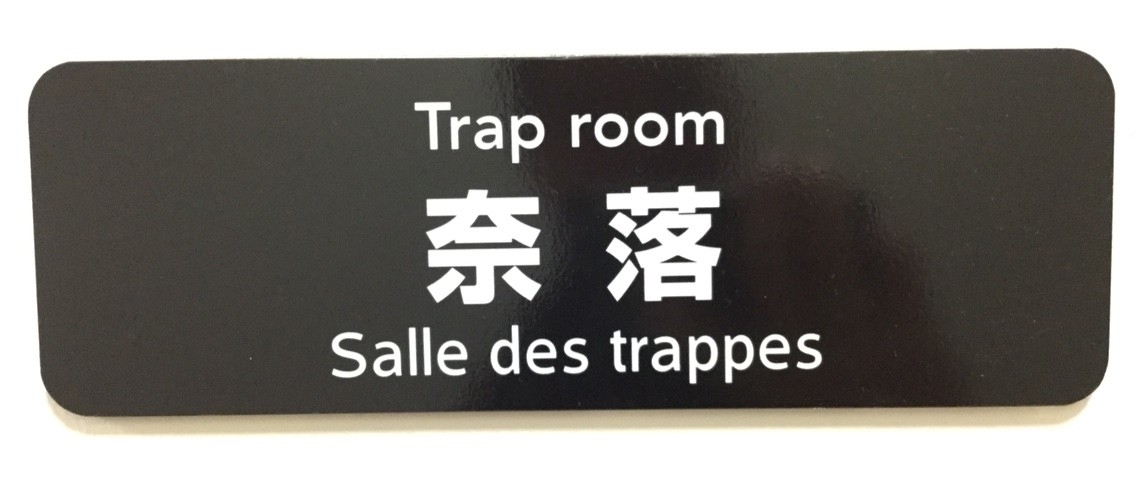 Trap room
奈落
Salle des trappes